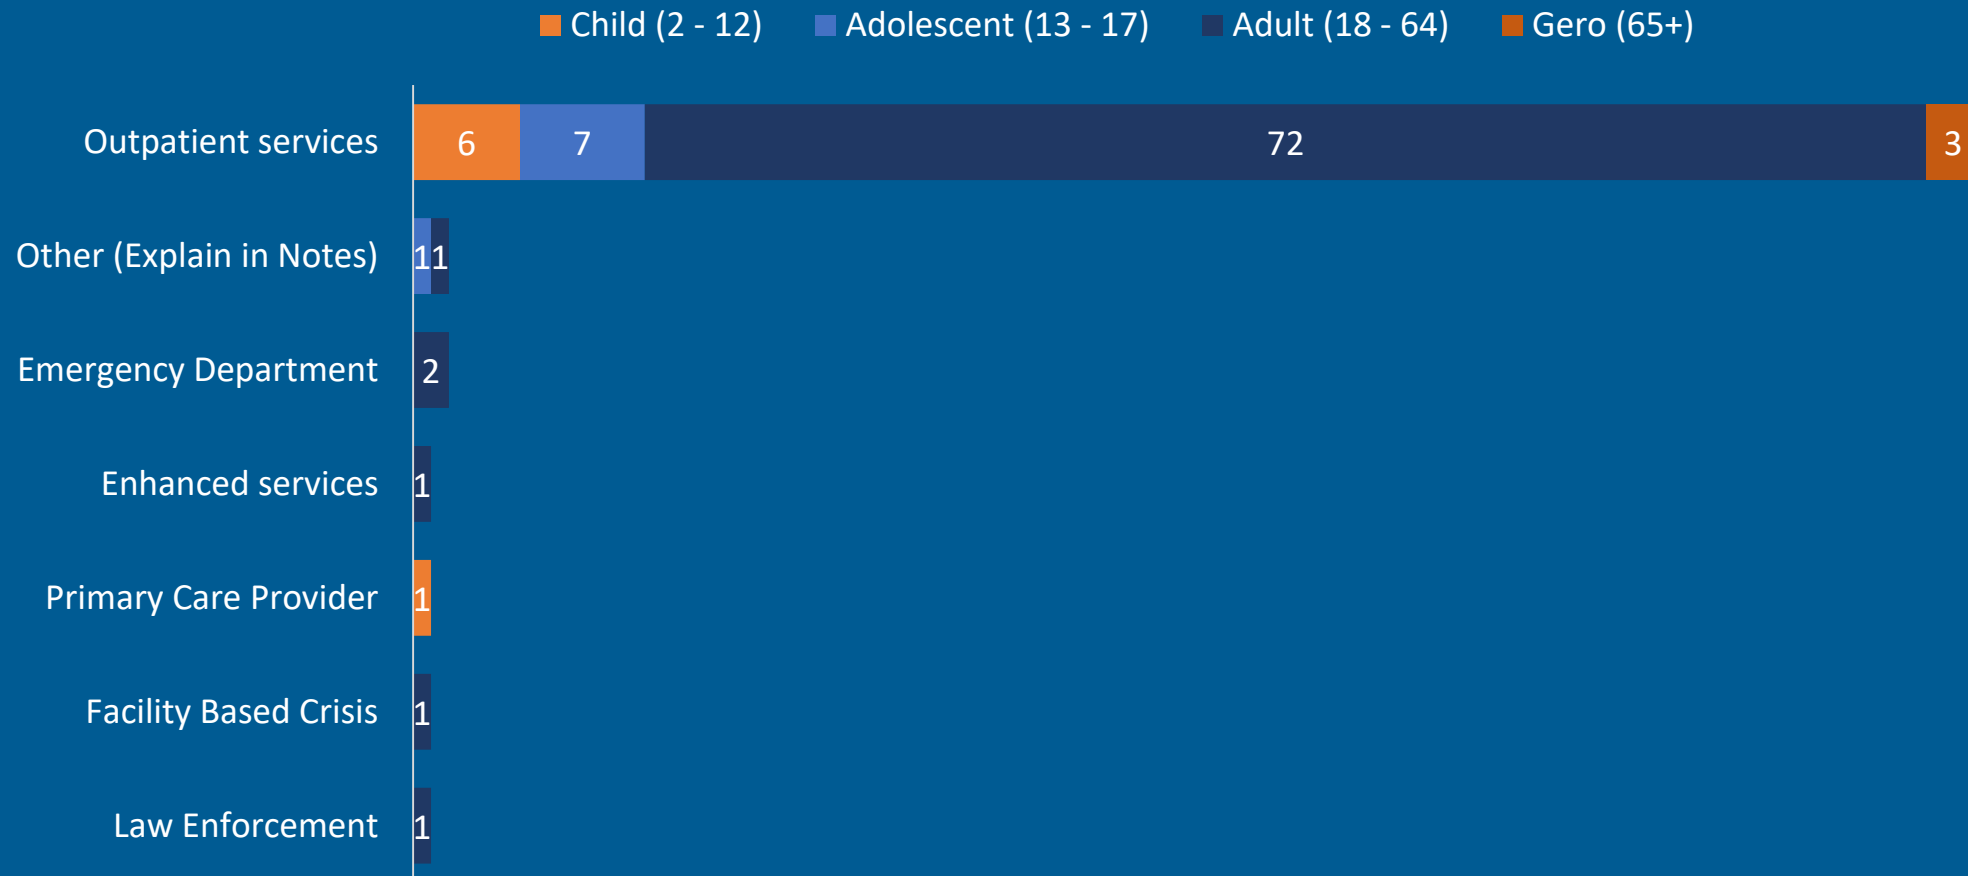 Child (2 - 12) Adolescent (13 - 17) Adult (18 - 64) Gero (65+)
Outpatient services 6 7 72 3
Other (Explain in Notes) 1 1
Emergency Department 2
Enhanced services 1
Primary Care Provider 1
Facility Based Crisis 1
Law Enforcement 1